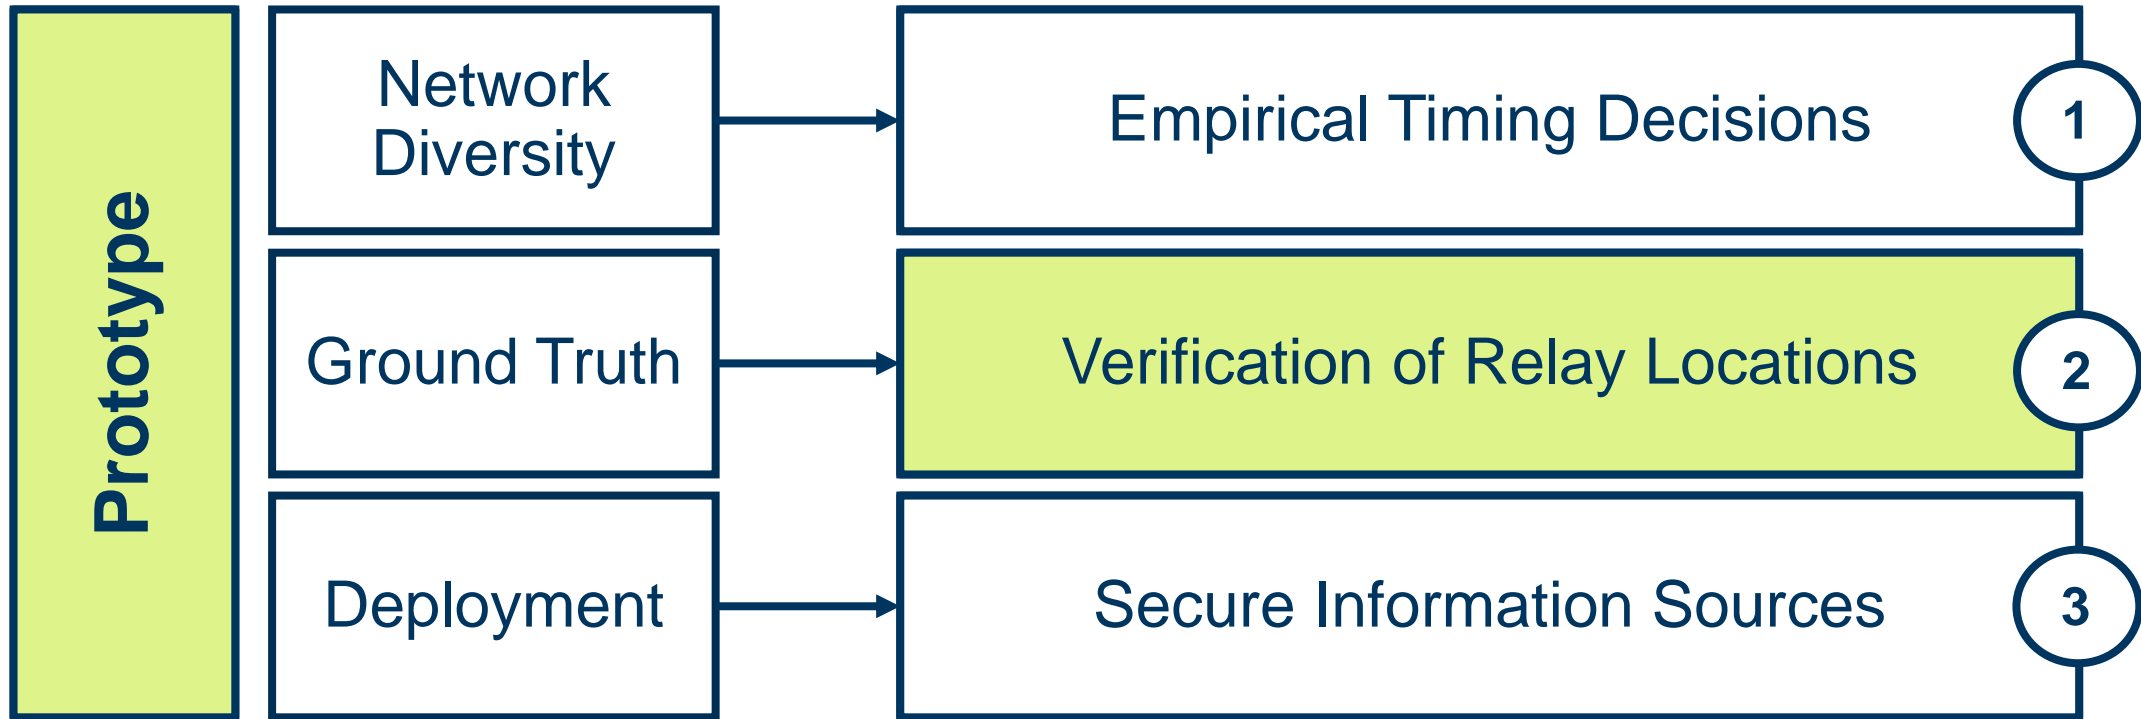 Prototype
Network
Diversity
Empirical Timing Decisions
1
Ground Truth
Verification of Relay Locations
2
Deployment
Secure Information Sources
3